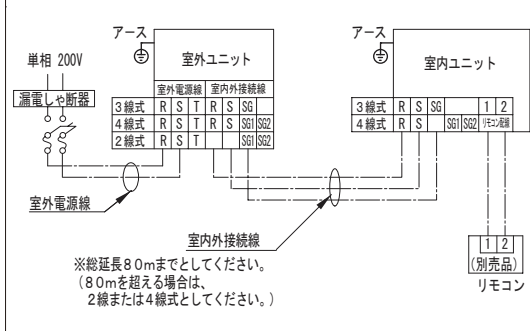 アース
室外ユニット
室外電源線 室内外接続線
3線式 R S T R S SG
4線式 R S T R S SG1 SG2
2線式 R S T SG1 SG2
単相 200V
漏電しゃ断器
室外電源線
アース
室内ユニット
3線式 R S SG 1 2
4線式 R S SG1 SG2 リモコン配線
室内外接続線
※総延長80mまでとしてください。
(80mを超える場合は、
2線または4線式としてください。)
1 2
(別売品)
リモコン